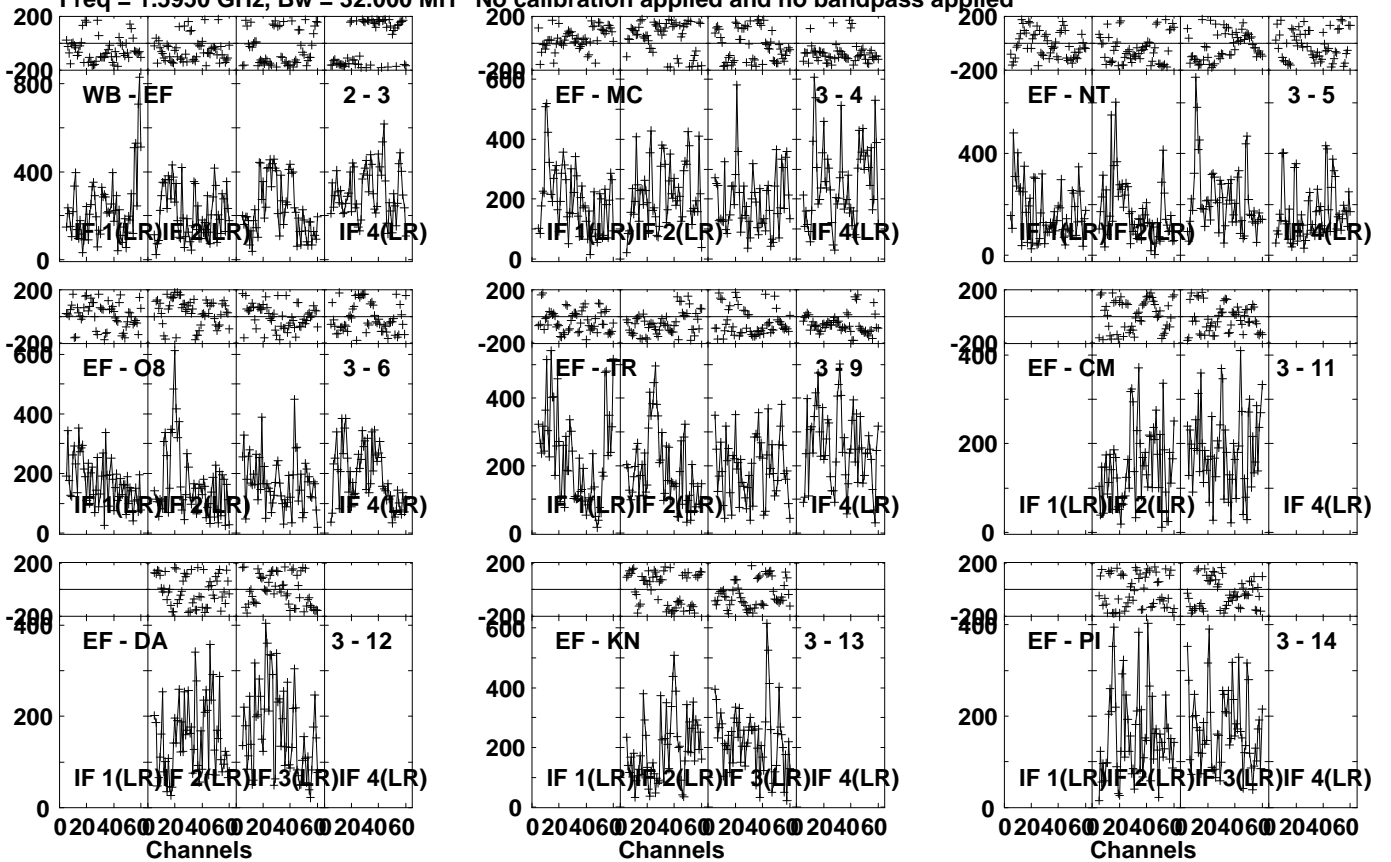 Freq = 1.5950 GHz, Bw = 32.000 MH No calibration applied and no bandpass applied
200
-200
800
400
0
WB - EF 2 - 3
IF 1(LR) IF 2(LR) IF 4(LR)
200
-200
600
400
200
0
EF - MC 3 - 4
IF 1(LR) IF 2(LR) IF 4(LR)
200
-200
400
0
EF - NT 3 - 5
IF 1(LR) IF 2(LR) IF 4(LR)
200
-200
600
400
200
0
EF - O8 3 - 6
IF 1(LR) IF 2(LR) IF 4(LR)
200
-200
400
200
0
EF - TR 3 - 9
IF 1(LR) IF 2(LR) IF 4(LR)
200
-200
400
200
0
EF - CM 3 - 11
IF 1(LR) IF 2(LR) IF 4(LR)
200
-200
400
200
0
EF - DA 3 - 12
IF 1(LR) IF 2(LR) IF 3(LR) IF 4(LR)
0 20 40 60 0 20 40 60 0 20 40 60 0 20 40 60
Channels
200
-200
600
400
200
0
EF - KN 3 - 13
IF 1(LR) IF 2(LR) IF 3(LR) IF 4(LR)
0 20 40 60 0 20 40 60 0 20 40 60 0 20 40 60
Channels
200
-200
400
200
0
EF - PI 3 - 14
IF 1(LR) IF 2(LR) IF 3(LR) IF 4(LR)
0 20 40 60 0 20 40 60 0 20 40 60 0 20 40 60
Channels